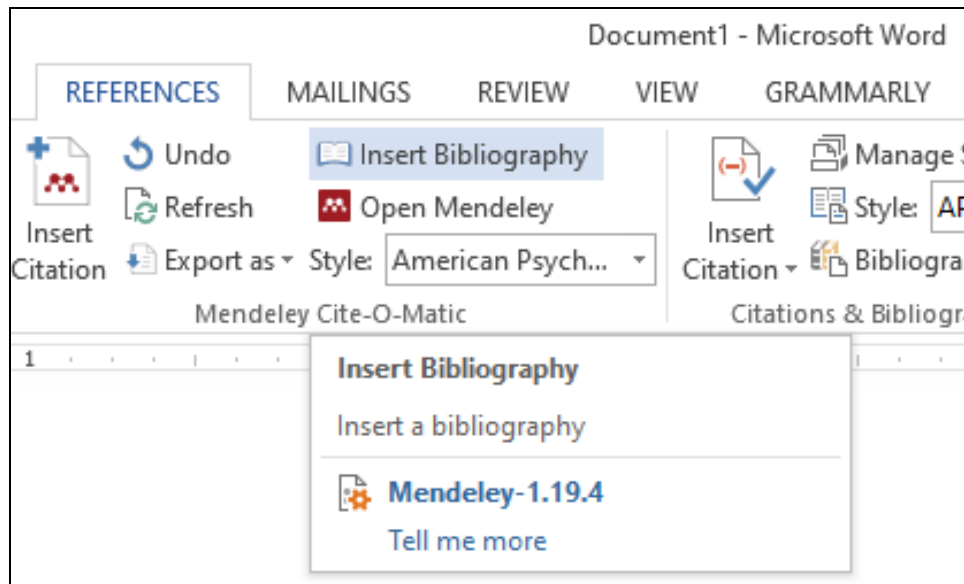 Document1 - Microsoft Word
REFERENCES MAILINGS REVIEW VIEW GRAMMARLY
Insert
Citation
Undo
Refresh
Export as
Insert Bibliography
Open Mendeley
Style: American Psych...
Mendeley Cite-O-Matic
Insert
Citation
Manage
Style:
Citations &
1
Insert Bibliography
Insert a bibliography
Mendeley-1.19.4
Tell me more